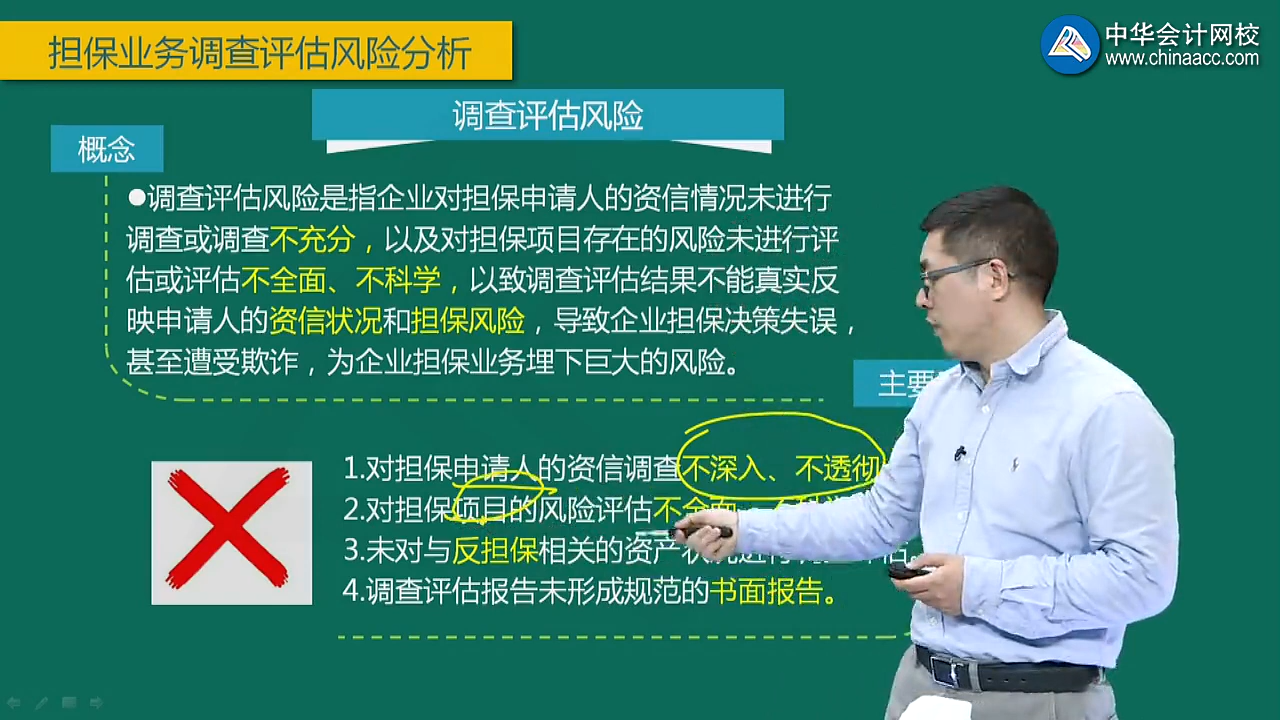 担保业务调查评估风险分析
中华会计网校
www.chinaacc.com
调查评估风险
概念
●调查评估风险是指企业对担保申请人的资信情况未进行
调查或调查不充分，以及对担保项目存在的风险未进行评
估或评估不全面、不科学，以致调查评估结果不能真实反
映申请人的资信状况和担保风险，导致企业担保决策失误，
甚至遭受欺诈，为企业担保业务埋下巨大的风险。
主要
1.对担保申请人的资信调查不深入、不透彻
2.对担保项目的风险评估不全面、
3.未对与反担保相关的资产状况进行
4.调查评估报告未形成规范的书面报告。